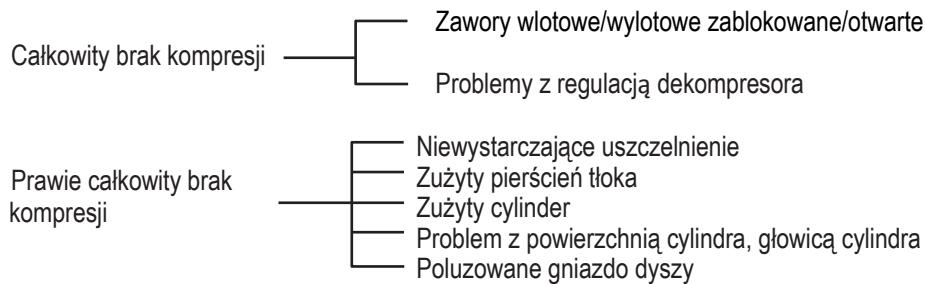 Całkowity brak kompresji
Zawory wlotowe/wylotowe zablokowane/otwarte
Problemy z regulacją dekompresora
Prawie całkowity brak
kompresji
Niewystarczające uszczelnienie
Zużyty pierścień tłoka
Zużyty cylinder
Problem z powierzchnią cylindra, głowicą cylindra
Poluzowane gniazdo dyszy